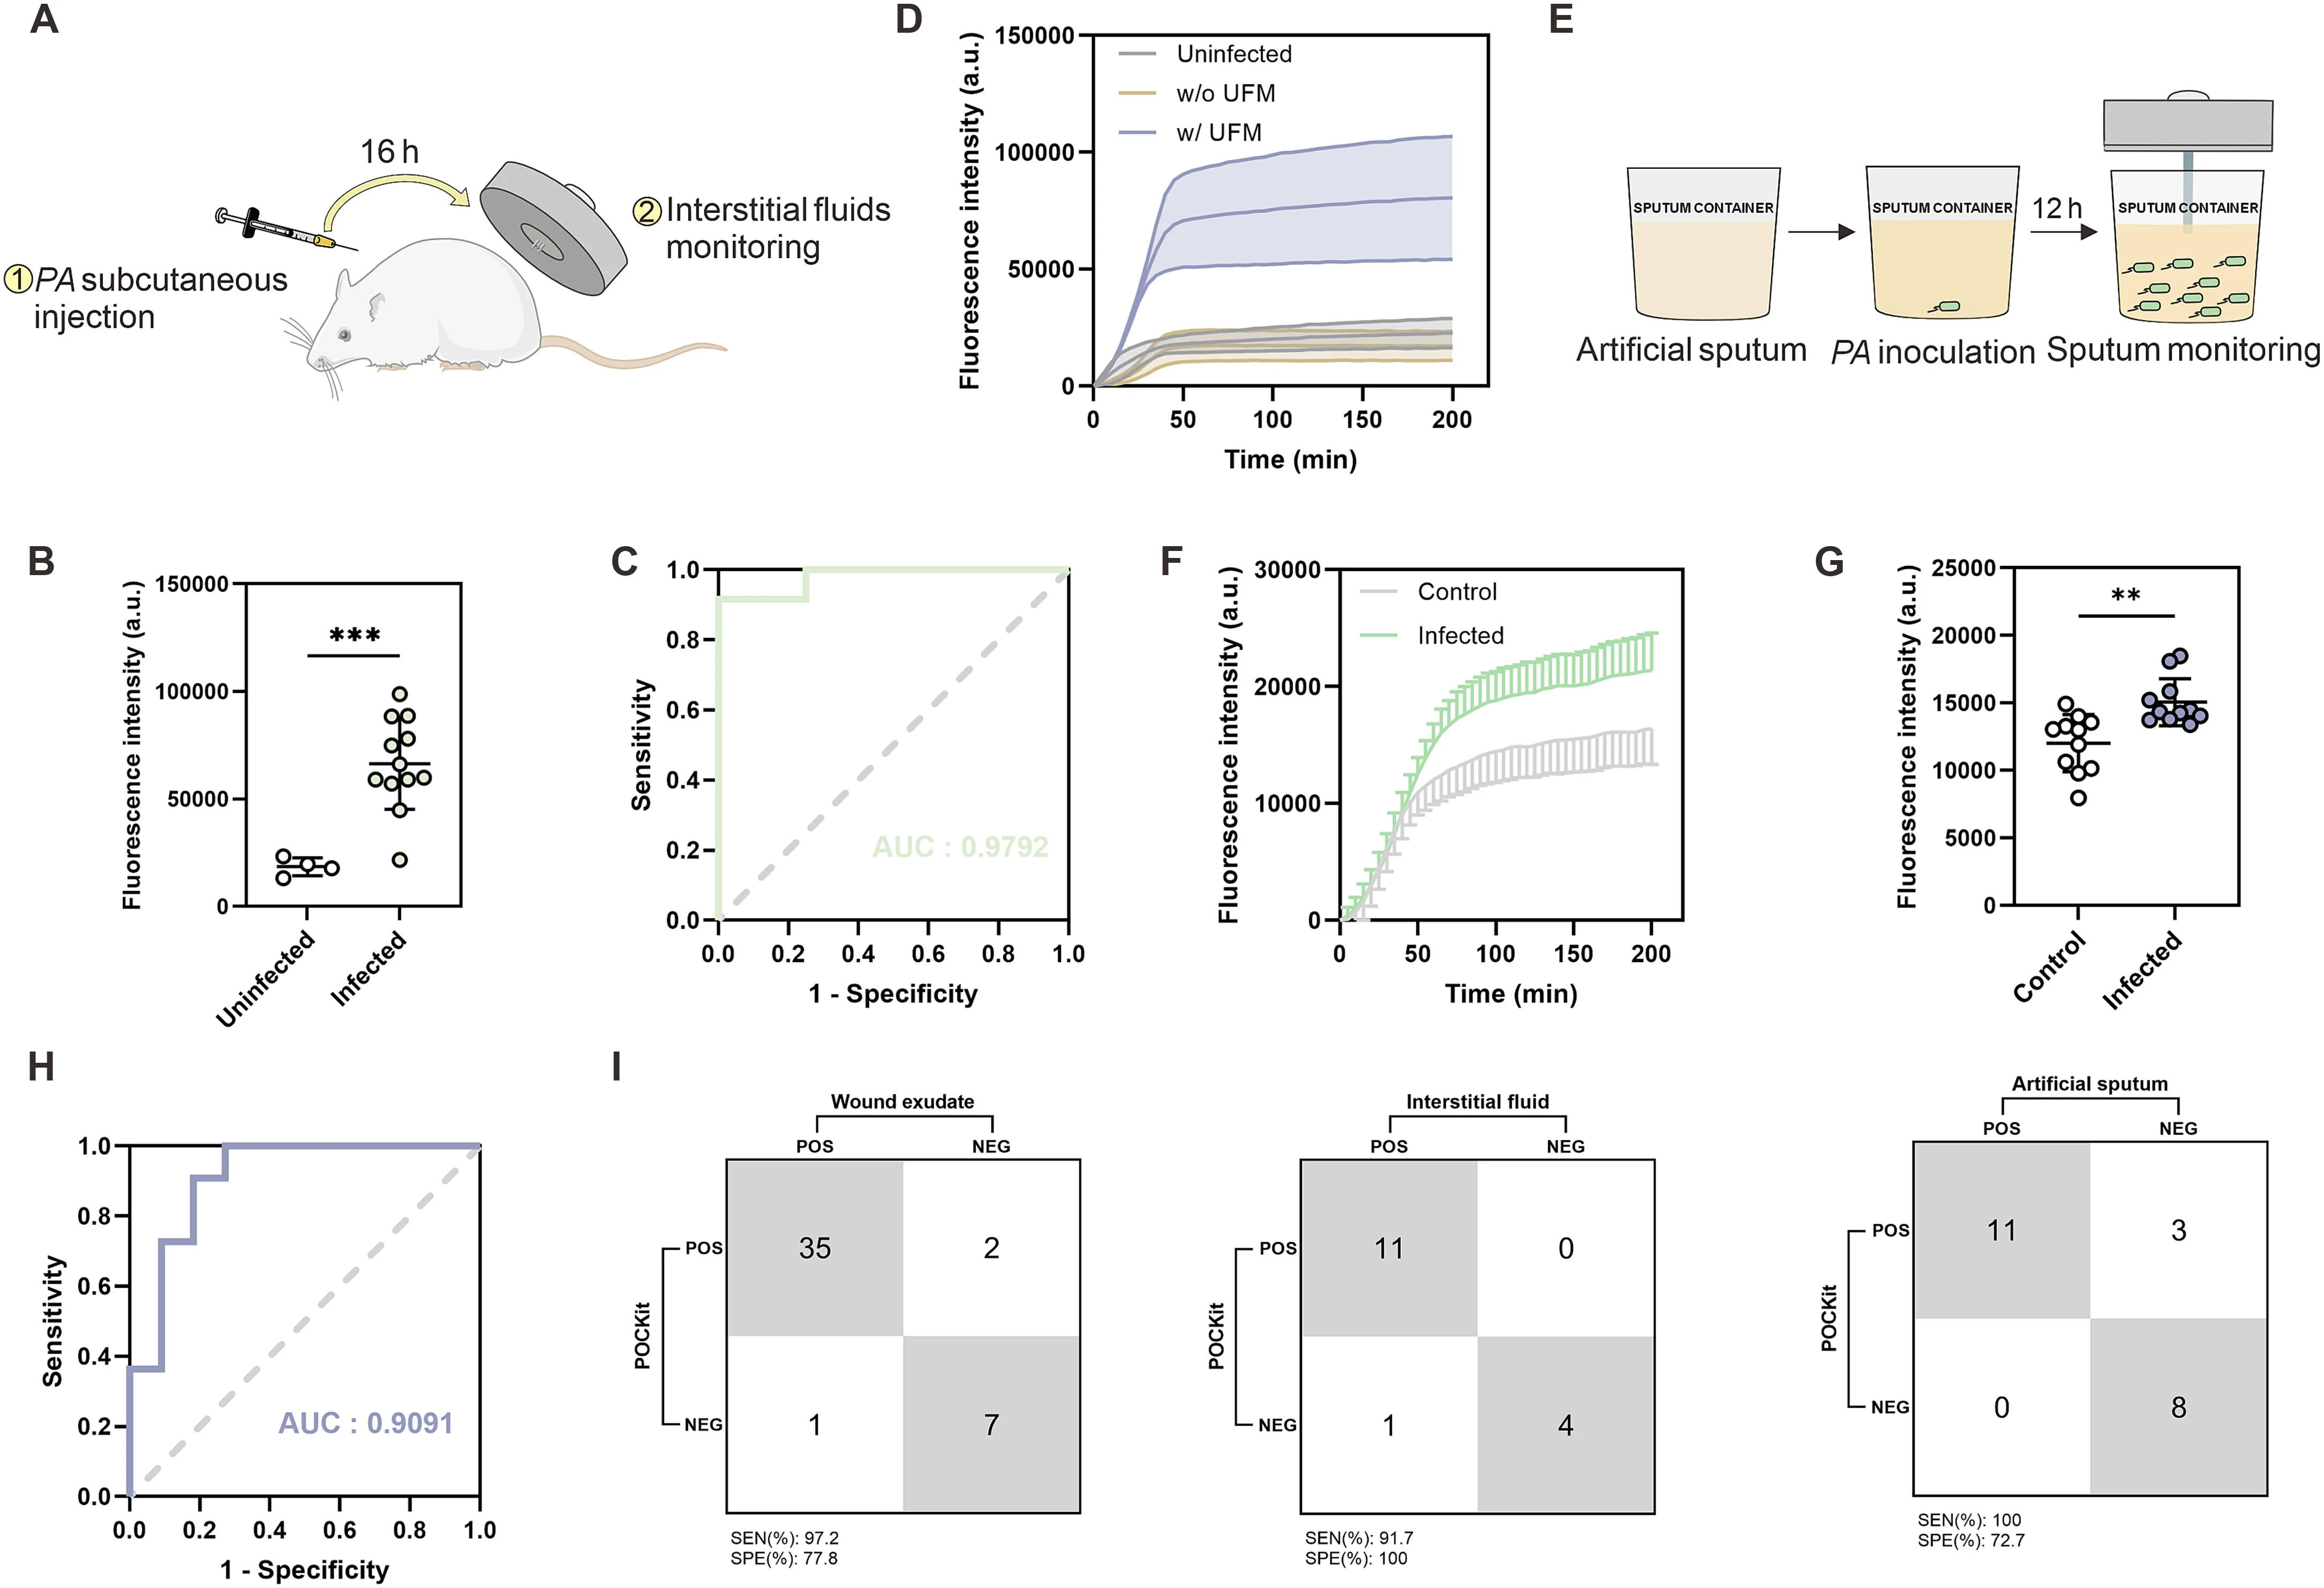 A
16 h
① PA subcutaneous
injection
② Interstitial fluids
monitoring
D
Fluorescence intensity (a.u.)
150000
100000
50000
0
Uninfected
w/o UFM
w/ UFM
0 50 100 150 200
Time (min)
E
SPUTUM CONTAINER
SPUTUM CONTAINER
12 h
SPUTUM CONTAINER
Artificial sputum
PA inoculation
Sputum monitoring
B
Fluorescence intensity (a.u.)
150000
100000
50000
0
***
Uninfected
Infected
C
Sensitivity
1.0
0.8
0.6
0.4
0.2
0.0
AUC : 0.9792
0.0 0.2 0.4 0.6 0.8 1.0
1 - Specificity
F
Fluorescence intensity (a.u.)
30000
20000
10000
0
Control
Infected
0 50 100 150 200
Time (min)
G
Fluorescence intensity (a.u.)
25000
20000
15000
10000
5000
0
**
Control
Infected
H
Sensitivity
1.0
0.8
0.6
0.4
0.2
0.0
AUC : 0.9091
0.0 0.2 0.4 0.6 0.8 1.0
1 - Specificity
I
Wound exudate
POS NEG
POCKit
POS 35 2
NEG 1 7
SEN(%): 97.2
SPE(%): 77.8
Interstitial fluid
POS NEG
POCKit
POS 11 0
NEG 1 4
SEN(%): 91.7
SPE(%): 100
Artificial sputum
POS NEG
POCKit
POS 11 3
NEG 0 8
SEN(%): 100
SPE(%): 72.7